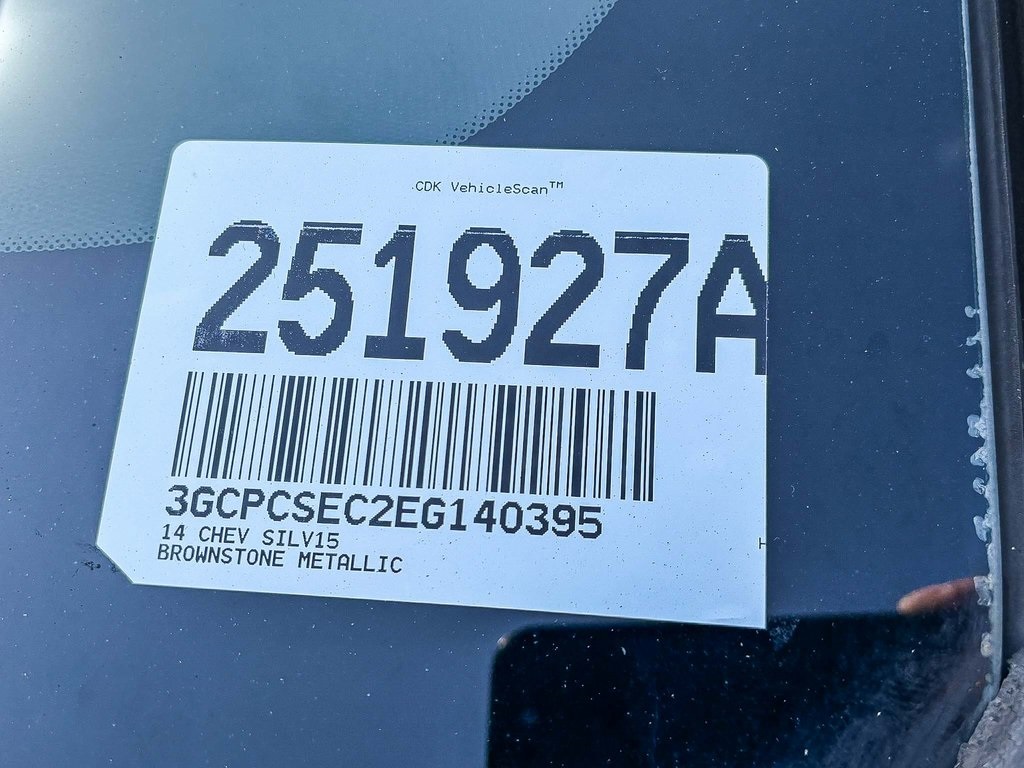 CDK VehicleScan™
251927A
3GCPCSEC2EG140395
14 CHEV SILV15
BROWNSTONE METALLIC